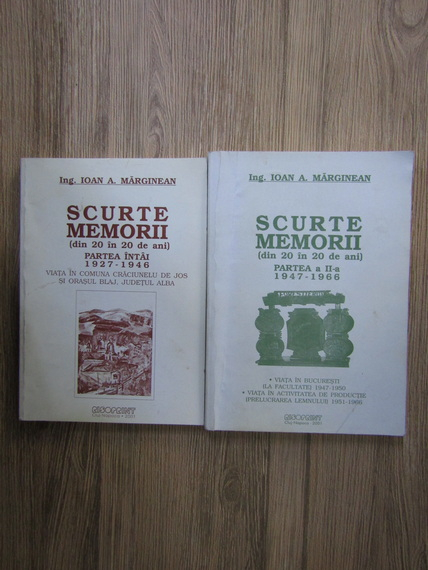 Ing. IOAN A. MĂRGINEAN
SCURTE
MEMORII
(din 20 în 20 de ani)
PARTEA ÎNTÂI
1927-1946
VIAȚA ÎN COMUNA CRĂCIUNELU DE JOS
ȘI ORAȘUL BLAJ, JUDEȚUL ALBA
RISOPRINT
Ing. IOAN A. MĂRGINEAN
SCURTE
MEMORII
(din 20 în 20 de ani)
PARTEA a II-a
1947-1966
• VIAȚA ÎN BUCUREȘTI
(LA FACULTATE) 1947-1950
• VIAȚA ÎN ACTIVITATEA DE PRODUCȚIE
(PRELUCRAREA LEMNULUI) 1951-1966
RISOPRINT